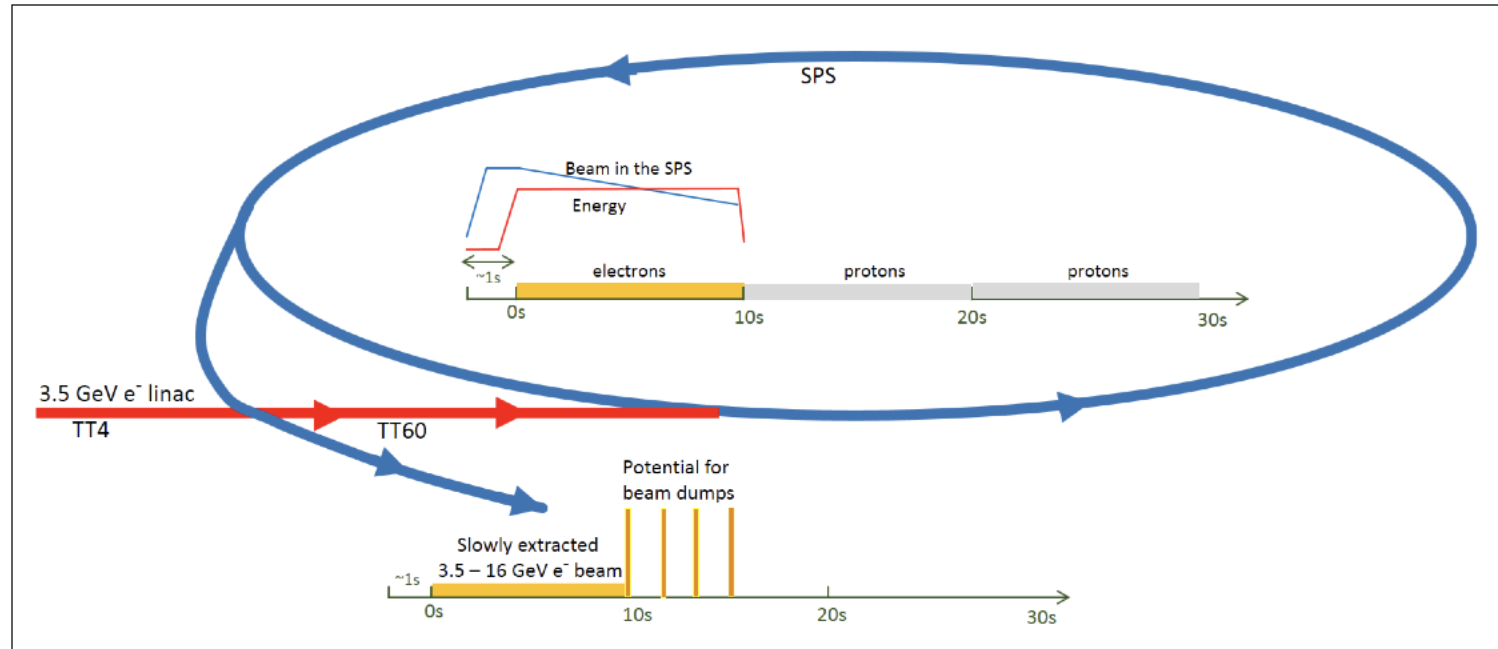 SPS
Beam in the SPS
Energy
~1s
electrons
protons
protons
0s
10s
20s
30s
3.5 GeV e⁻ linac
TT4
TT60
Potential for
beam dumps
Slowly extracted
3.5 – 16 GeV e⁻ beam
~1s
0s
10s
20s
30s